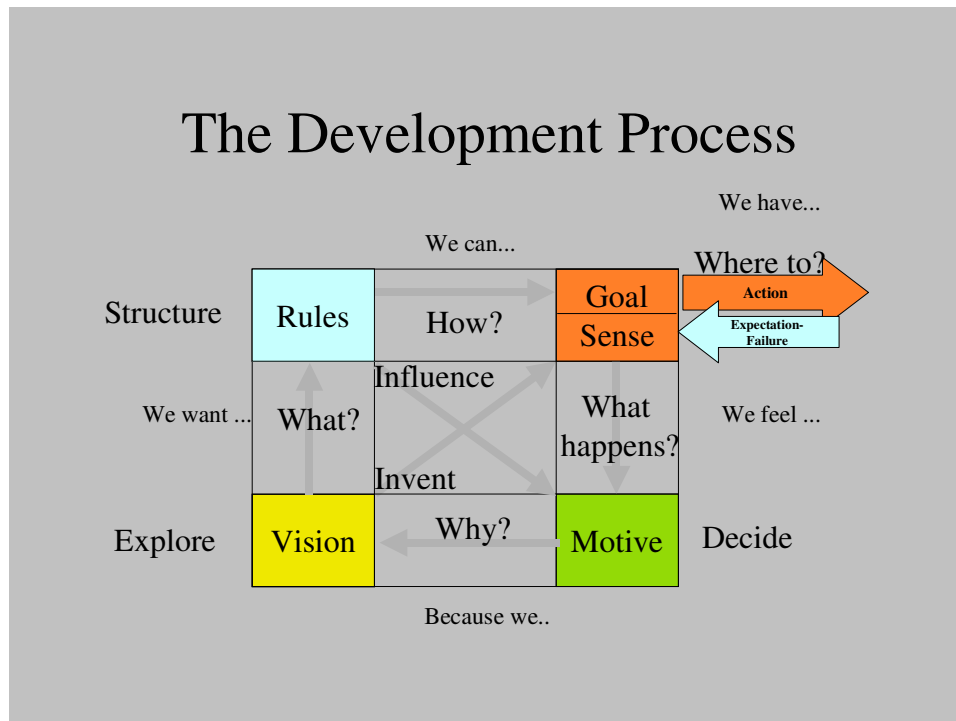 The Development Process
We have...
We can...
Where to?
Action
Structure
Rules
How?
Goal
Sense
Expectation-
Failure
Influence
We want ...
What?
What
happens?
We feel ...
Invent
Explore
Vision
Why?
Motive
Decide
Because we..